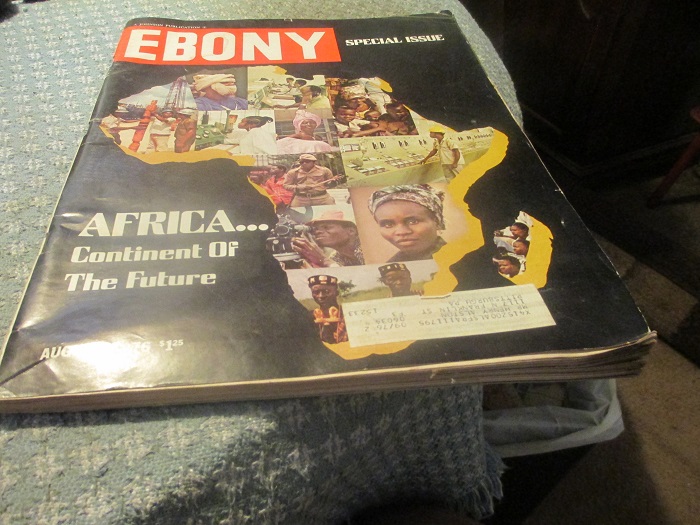 A JOHNSON PUBLICATION
EBONY
SPECIAL ISSUE
AFRICA...
Continent Of
The Future
$1.25